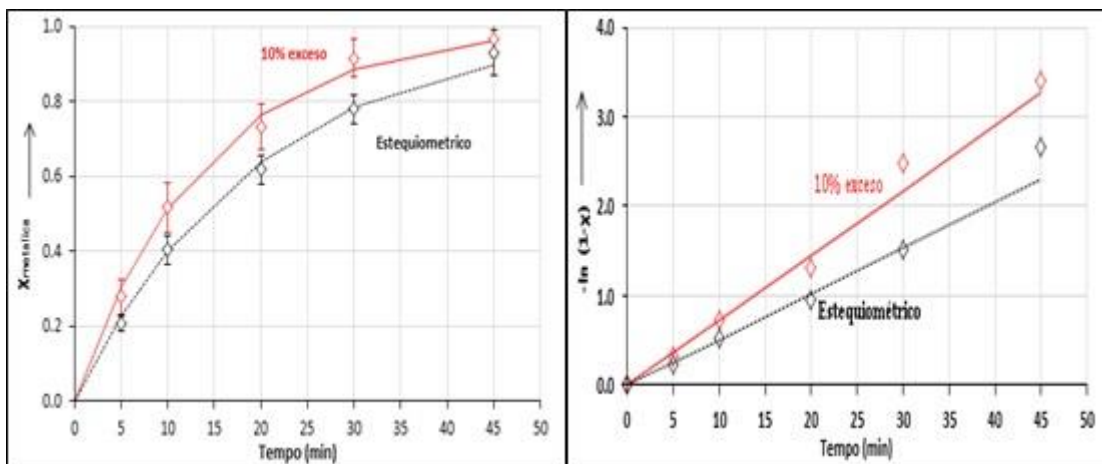 1.0
0.8
0.6
0.4
0.2
0.0
Xmetalica
10% exceso
Estequiometrico
0 5 10 15 20 25 30 35 40 45 50
Tempo (min)
4.0
3.0
2.0
1.0
0.0
-ln (1-χ)
10% exceso
Estequiométrico
0 5 10 15 20 25 30 35 40 45 50
Tempo (min)